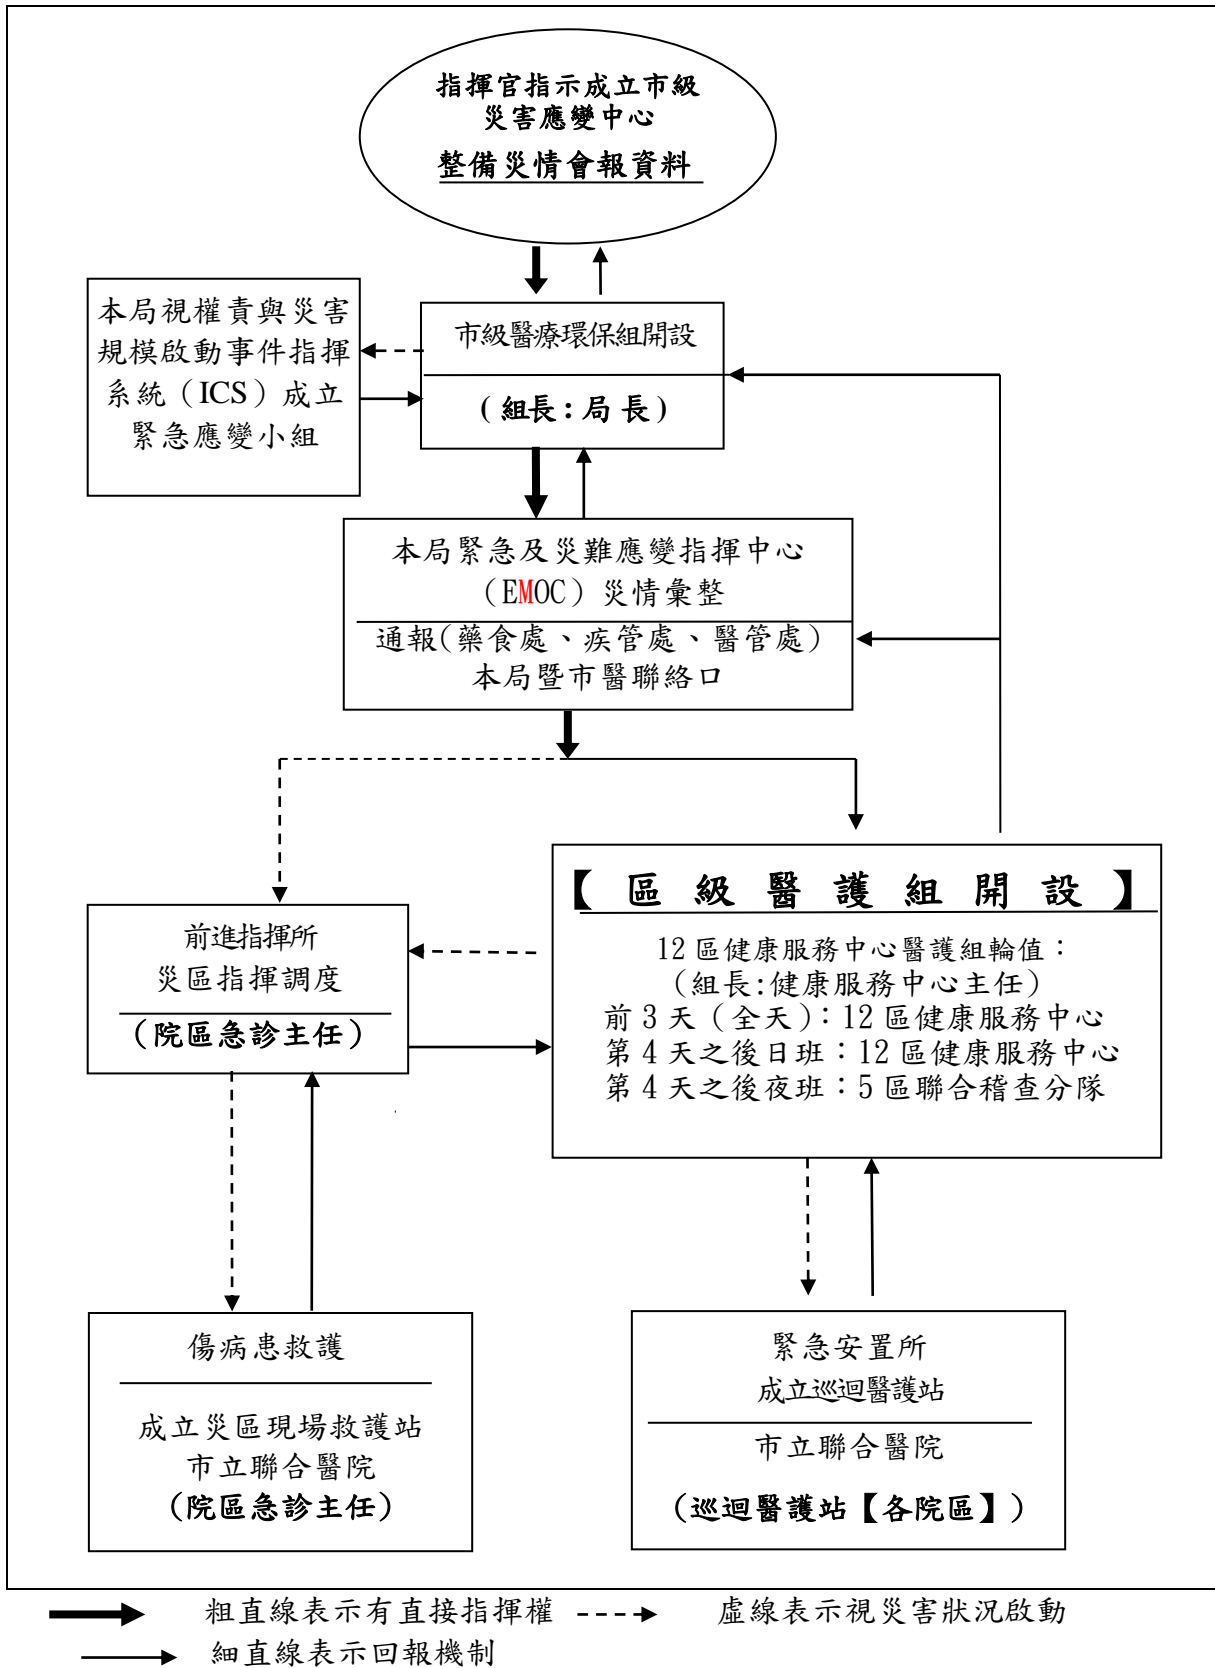 指揮官指示成立市級
災害應變中心
整備災情會報資料
本局視權責與災害
規模啟動事件指揮
系統（ICS）成立
緊急應變小組
市級醫療環保組開設
(組長:局長)
本局緊急及災難應變指揮中心
（EMOC）災情彙整
通報(藥食處、疾管處、醫管處)
本局暨市醫聯絡口
【區級醫護組開設】
12區健康服務中心醫護組輪值：
(組長:健康服務中心主任)
前3天（全天）：12區健康服務中心
第4天之後日班：12區健康服務中心
第4天之後夜班：5區聯合稽查分隊
前進指揮所
災區指揮調度
(院區急診主任)
傷病患救護
成立災區現場救護站
市立聯合醫院
(院區急診主任)
緊急安置所
成立巡迴醫護站
市立聯合醫院
(巡迴醫護站【各院區】)
粗直線表示有直接指揮權
虛線表示視災害狀況啟動
細直線表示回報機制